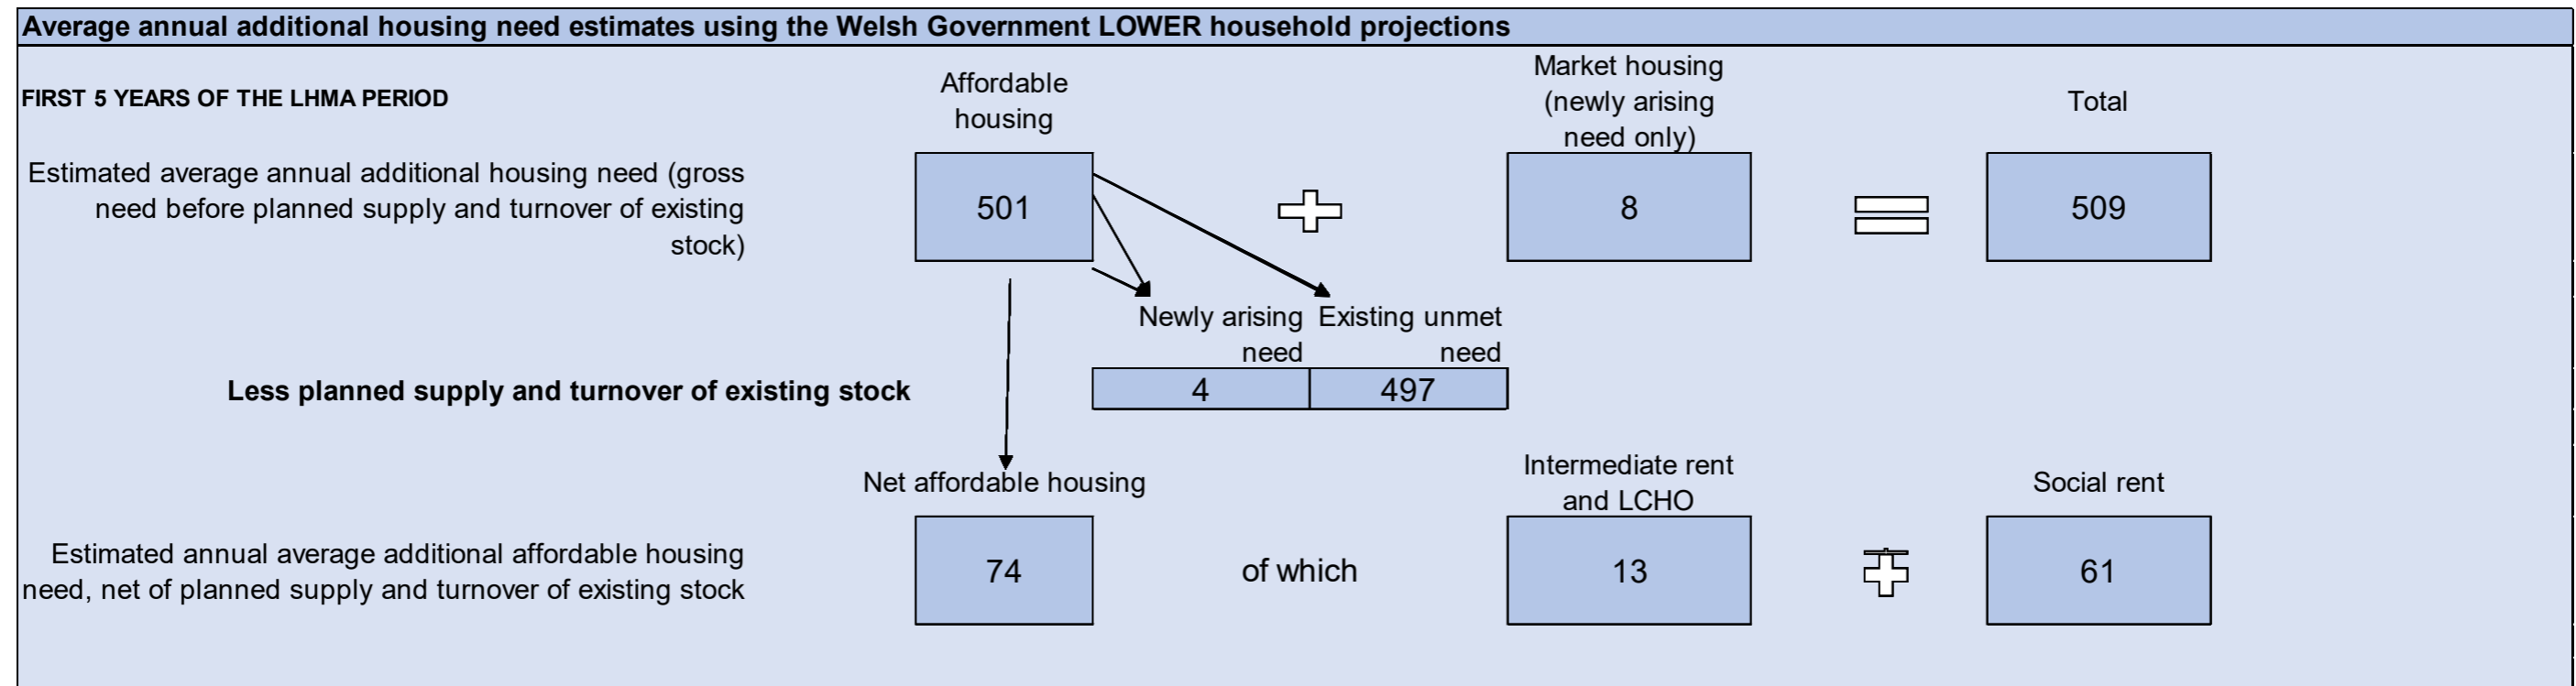 Average annual additional housing need estimates using the Welsh Government LOWER household projections
FIRST 5 YEARS OF THE LHMA PERIOD
Affordable
housing
Market housing
(newly arising
need only)
Total
Estimated average annual additional housing need (gross
need before planned supply and turnover of existing
stock)
501
8
509
Newly arising
need
Existing unmet
need
Less planned supply and turnover of existing stock
4
497
Net affordable housing
Intermediate rent
and LCHO
Social rent
Estimated annual average additional affordable housing
need, net of planned supply and turnover of existing stock
74
of which
13
61